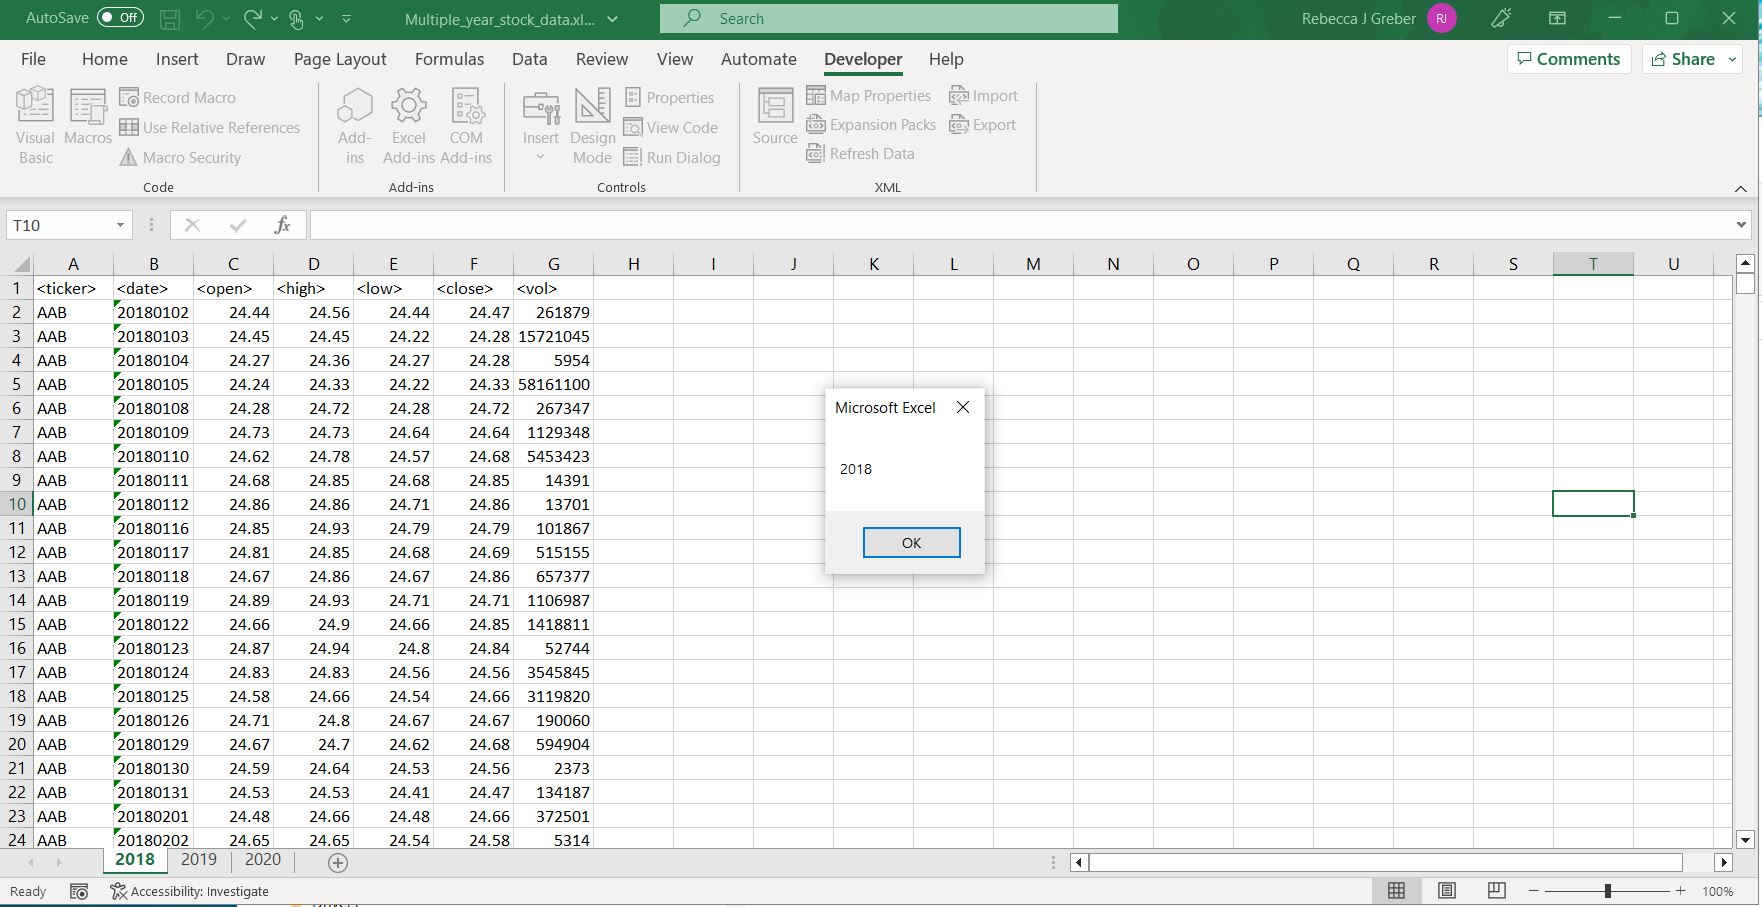 AutoSave Off Multiple_year_stock_data.xl... Search Rebecca J Greber RJ
File Home Insert Draw Page Layout Formulas Data Review View Automate Developer Help Comments Share
Visual Basic
Macros
Record Macro
Use Relative References
Macro Security
Code
Add-ins
Excel Add-ins
COM Add-ins
Add-ins
Insert
Design Mode
Properties
View Code
Run Dialog
Controls
Source
Map Properties
Expansion Packs
Refresh Data
Import
Export
XML
T10 fx
A B C D E F G H I J K L M N O P Q R S T U
1 <ticker> <date> <open> <high> <low> <close> <vol>
2 AAB 20180102 24.44 24.56 24.44 24.47 261879
3 AAB 20180103 24.45 24.45 24.22 24.28 15721045
4 AAB 20180104 24.27 24.36 24.27 24.28 5954
5 AAB 20180105 24.24 24.33 24.22 24.33 58161100
6 AAB 20180108 24.28 24.72 24.28 24.72 267347
7 AAB 20180109 24.73 24.73 24.64 24.64 1129348
8 AAB 20180110 24.62 24.78 24.57 24.68 5453423
9 AAB 20180111 24.68 24.85 24.68 24.85 14391
10 AAB 20180112 24.86 24.86 24.71 24.86 13701
11 AAB 20180116 24.85 24.93 24.79 24.79 101867
12 AAB 20180117 24.81 24.85 24.68 24.69 515155
13 AAB 20180118 24.67 24.86 24.67 24.86 657377
14 AAB 20180119 24.89 24.93 24.71 24.71 1106987
15 AAB 20180122 24.66 24.9 24.66 24.85 1418811
16 AAB 20180123 24.87 24.94 24.8 24.84 52744
17 AAB 20180124 24.83 24.83 24.56 24.56 3545845
18 AAB 20180125 24.58 24.66 24.54 24.66 3119820
19 AAB 20180126 24.71 24.8 24.67 24.67 190060
20 AAB 20180129 24.67 24.7 24.62 24.68 594904
21 AAB 20180130 24.59 24.64 24.53 24.56 2373
22 AAB 20180131 24.53 24.53 24.41 24.47 134187
23 AAB 20180201 24.48 24.66 24.48 24.66 372501
24 AAB 20180202 24.65 24.65 24.54 24.58 5314
Microsoft Excel
2018
OK
2018 2019 2020
Ready Accessibility: Investigate 100%